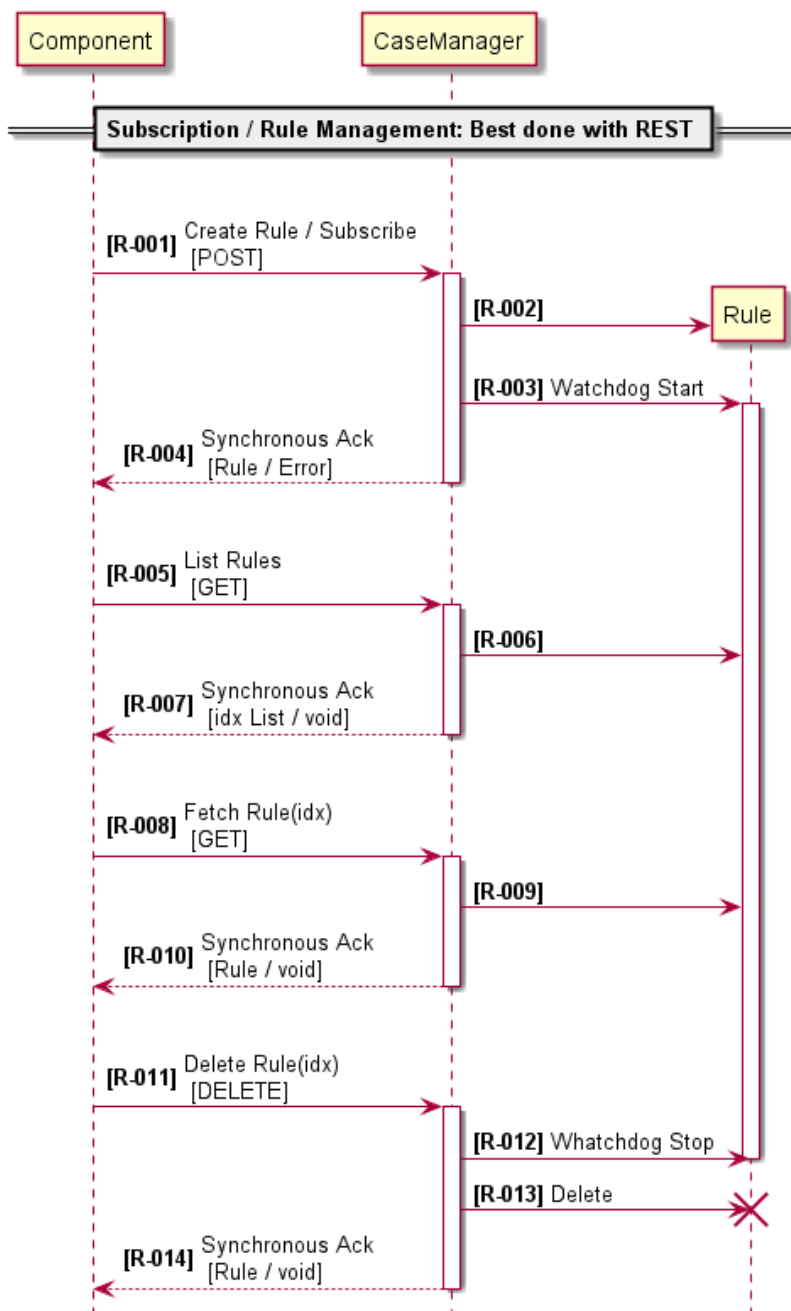 Component
CaseManager
Subscription / Rule Management: Best done with REST
[R-001] Create Rule / Subscribe
[POST]
[R-002]
Rule
[R-003] Watchdog Start
[R-004] Synchronous Ack
[Rule / Error]
[R-005] List Rules
[GET]
[R-006]
[R-007] Synchronous Ack
[idx List / void]
[R-008] Fetch Rule(idx)
[GET]
[R-009]
[R-010] Synchronous Ack
[Rule / void]
[R-011] Delete Rule(idx)
[DELETE]
[R-012] Whatchdog Stop
[R-013] Delete
[R-014] Synchronous Ack
[Rule / void]